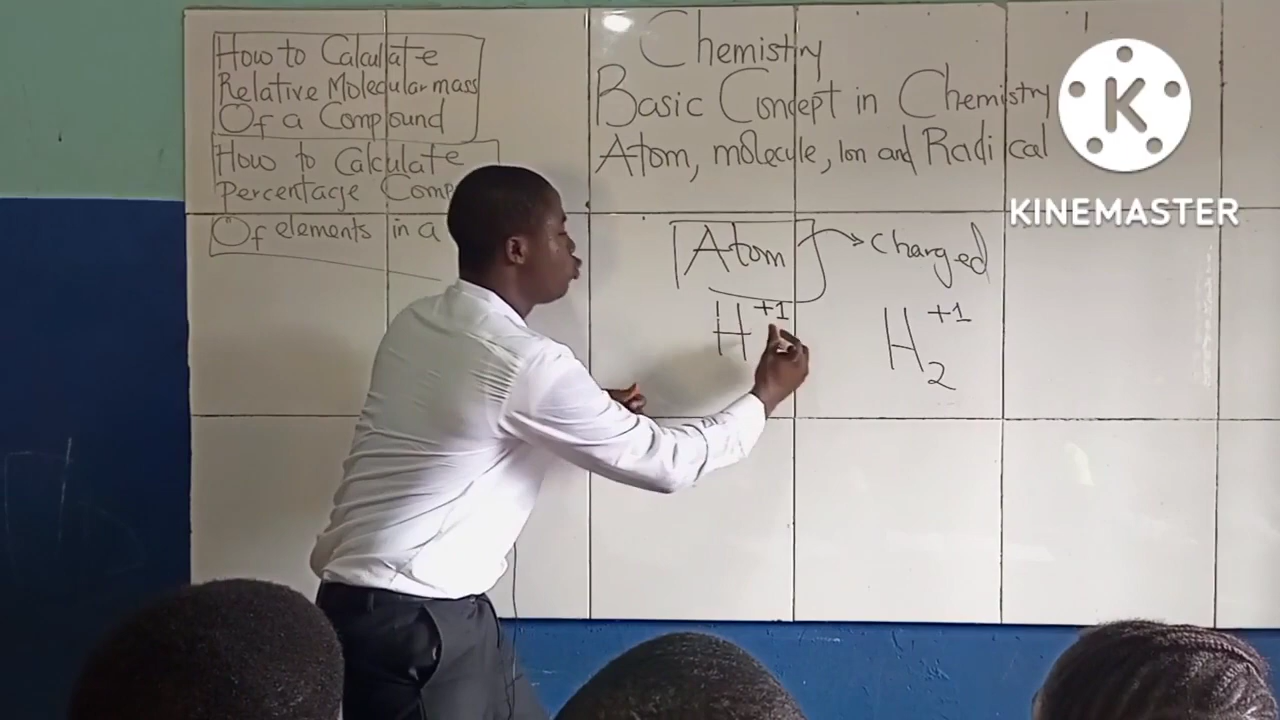 How to Calculate
Relative Molecular mass
Of a Compound
How to Calculate
percentage
Of elements in a
Chemistry
Basic Concept in Chemistry
Atom, molecule, Ion and Radical
Atom → charged
H+1
H2+1
K
KINEMASTER